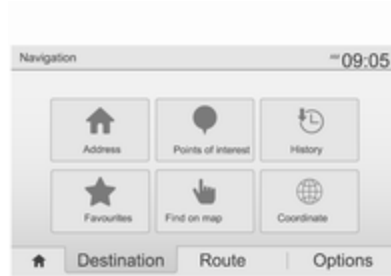 Navigation
09:05
Address Points of interest History
Favourites Find on map Coordinate
Destination Route Options